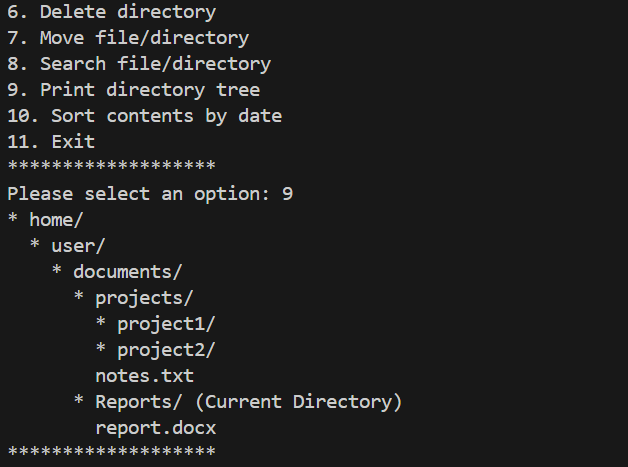 6. Delete directory
7. Move file/directory
8. Search file/directory
9. Print directory tree
10. Sort contents by date
11. Exit
*******************
Please select an option: 9
* home/
  * user/
    * documents/
      * projects/
        * project1/
        * project2/
        notes.txt
      * Reports/ (Current Directory)
        report.docx
*******************